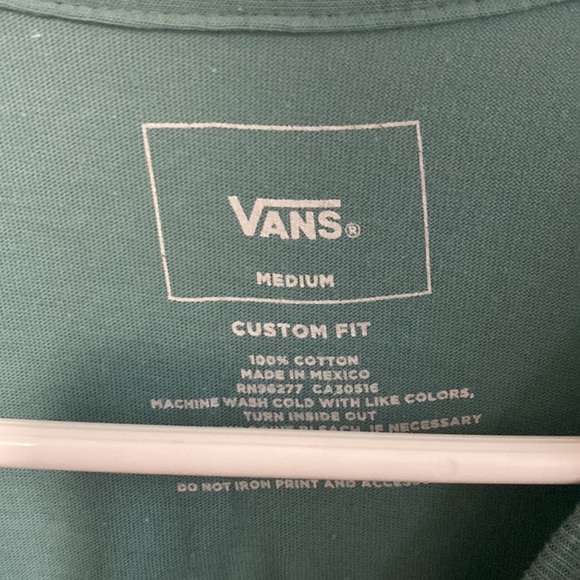 VANS®
MEDIUM
CUSTOM FIT
100% COTTON
MADE IN MEXICO
RN96277 CA30516
MACHINE WASH COLD WITH LIKE COLORS,
TURN INSIDE OUT
BLEACH, IF NECESSARY
DO NOT IRON PRINT AND